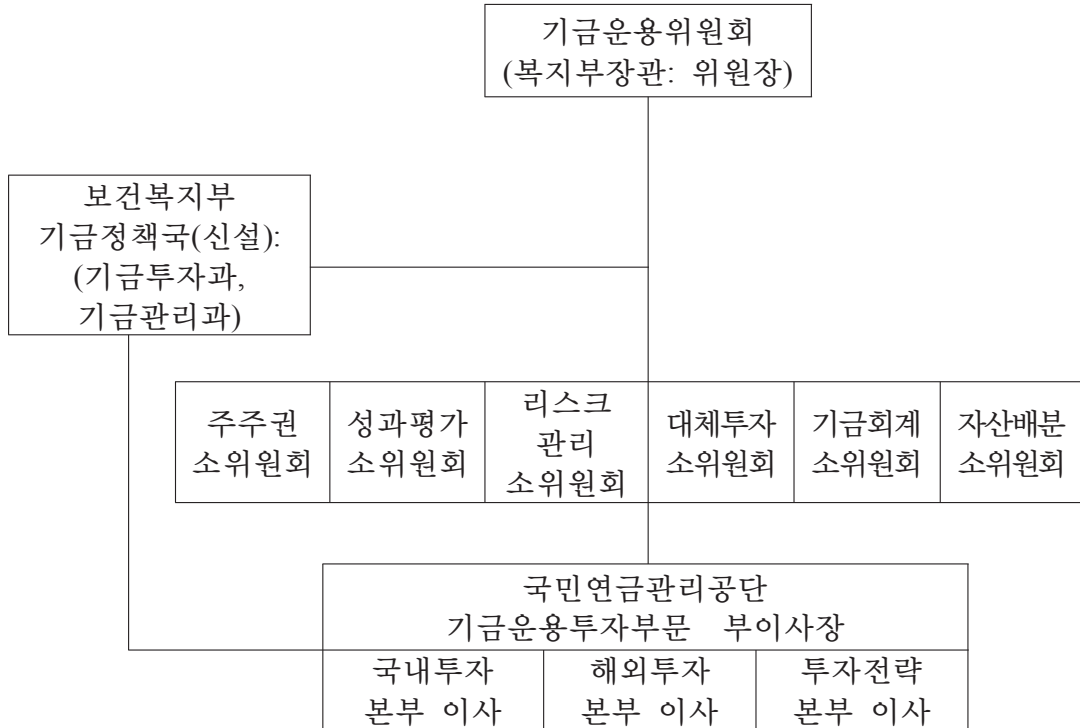 기금운용위원회
(복지부장관: 위원장)
보건복지부
기금정책국(신설):
(기금투자과,
기금관리과)
주주권
소위원회
성과평가
소위원회
리스크
관리
소위원회
대체투자
소위원회
기금회계
소위원회
자산배분
소위원회
국민연금관리공단
기금운용투자부문 부이사장
국내투자
본부 이사
해외투자
본부 이사
투자전략
본부 이사